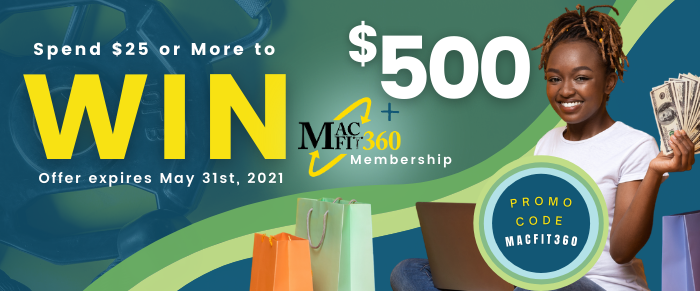 Spend $25 or More to
WIN
Offer expires May 31st, 2021
$500
+
MAC
FIT360
Membership
PROMO
CODE
MACFIT360